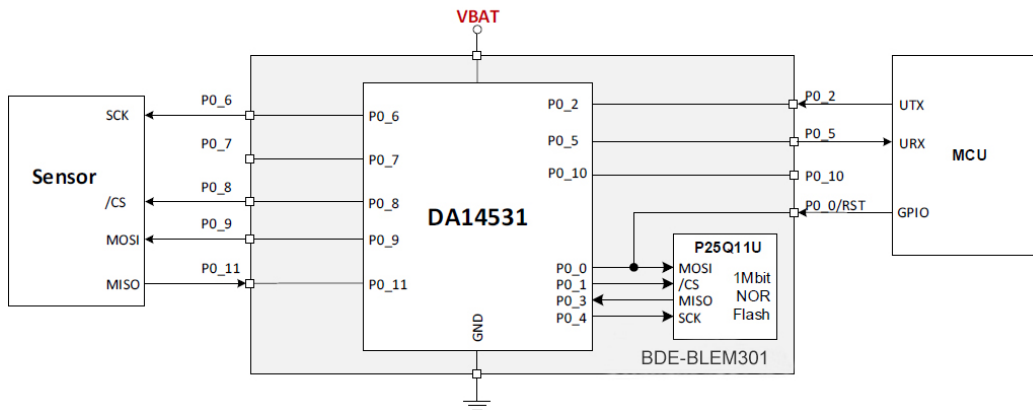 VBAT
Sensor
SCK
/CS
MOSI
MISO
P0_6
P0_7
P0_8
P0_9
P0_11
P0_6
P0_7
P0_8
P0_9
P0_11
DA14531
GND
P0_2
P0_5
P0_10
P0_0
P0_1
P0_3
P0_4
P25Q11U
MOSI
/CS
MISO
SCK
1Mbit
NOR
Flash
BDE-BLEM301
P0_2
P0_5
P0_10
P0_0/RST
UTX
URX
GPIO
MCU